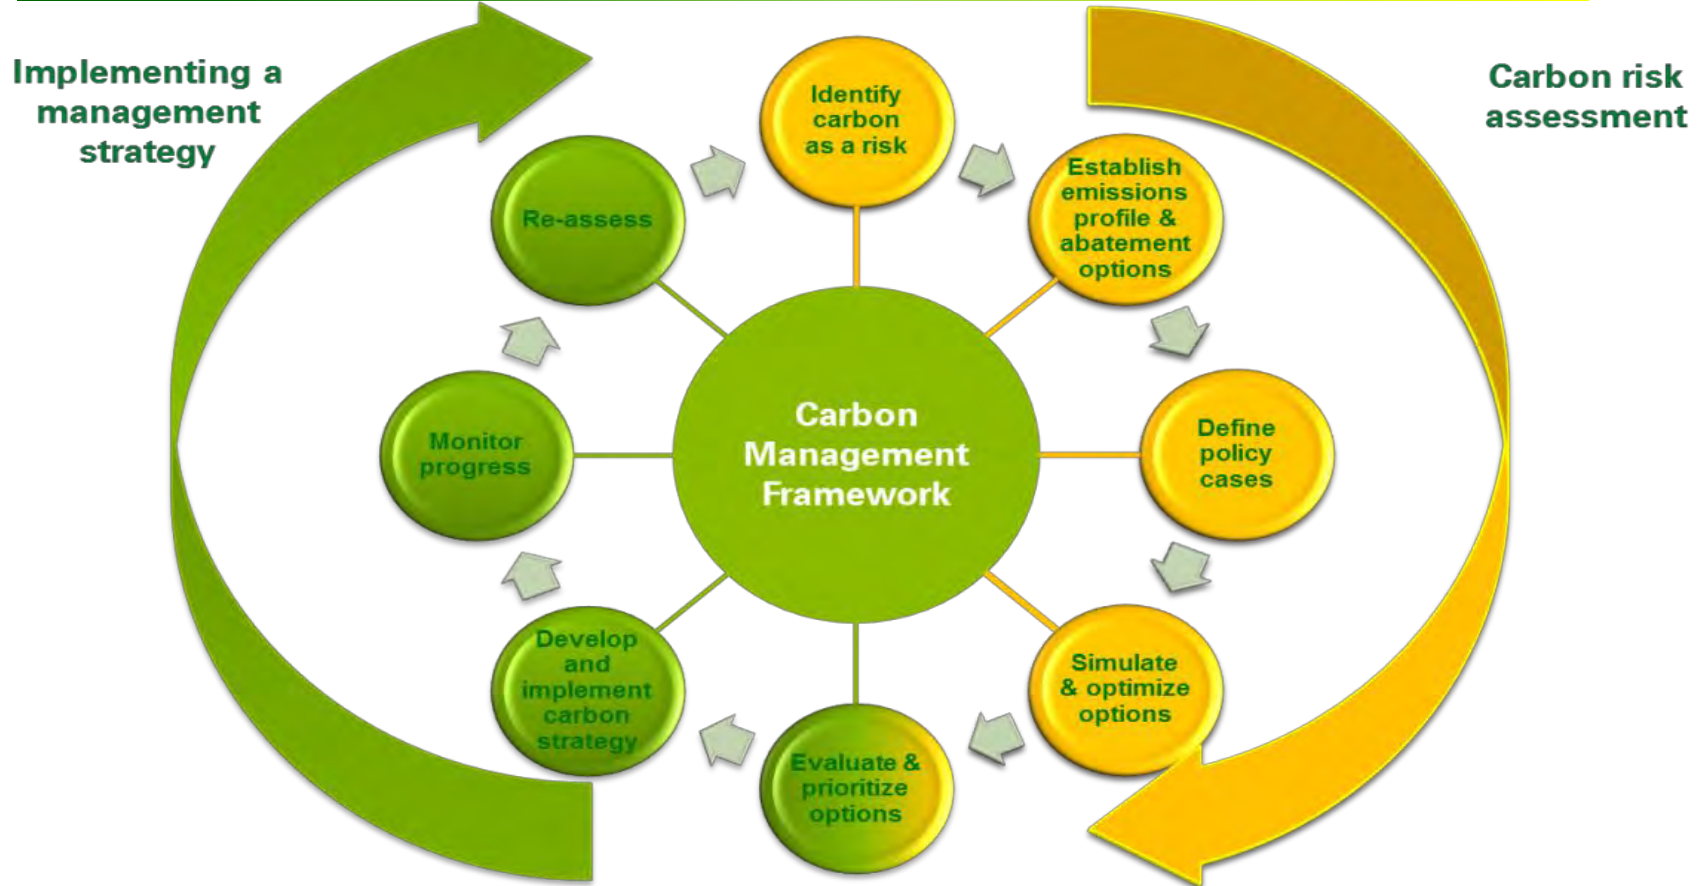 Implementing a
management
strategy
Carbon risk
assessment
Identify
carbon
as a risk
Establish
emissions
profile &
abatement
options
Define
policy
cases
Simulate
& optimize
options
Evaluate &
prioritize
options
Develop
and
implement
carbon
strategy
Monitor
progress
Re-assess
Carbon
Management
Framework